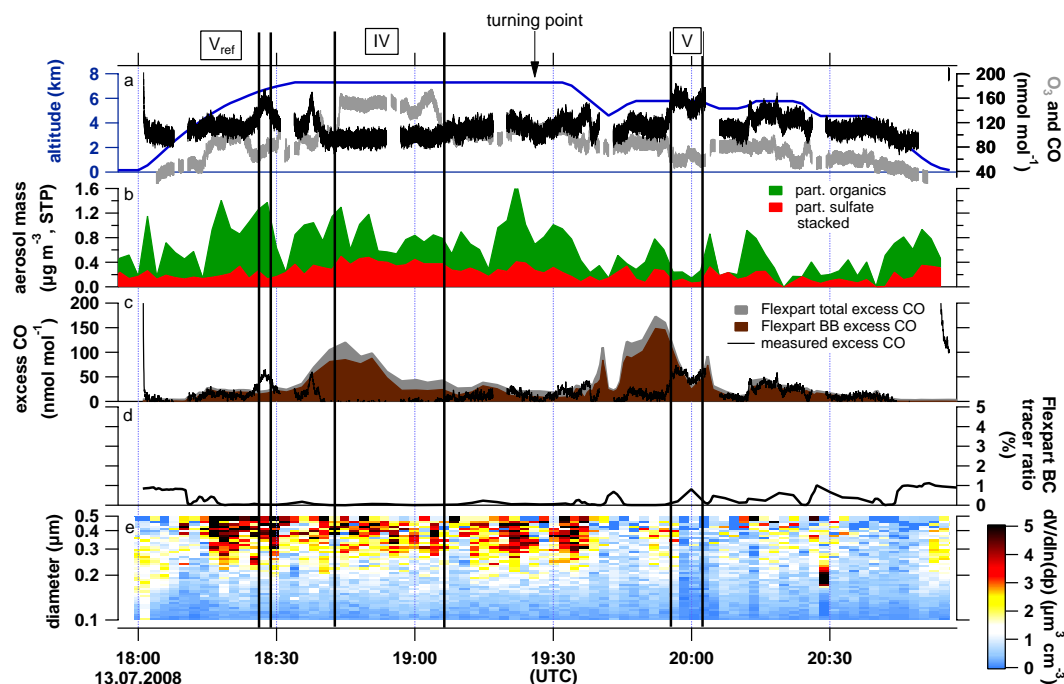 turning point
V_ref
IV
V
a
altitude (km)
8
6
4
2
0
200
160
120
80
40
O3 and CO
(nmol mol⁻¹)
b
aerosol mass
(µg m⁻³, STP)
1.6
1.2
0.8
0.4
0.0
part. organics
part. sulfate
stacked
c
excess CO
(nmol mol⁻¹)
200
150
100
50
0
Flexpart total excess CO
Flexpart BB excess CO
measured excess CO
d
5
4
3
2
1
0
Flexpart BC
tracer ratio
(%)
e
diameter (µm)
0.5
0.4
0.3
0.2
0.1
5
4
3
2
1
0
dV/dln(dp) (µm³ cm⁻³)
18:00
18:30
19:00
19:30
20:00
20:30
13.07.2008
(UTC)